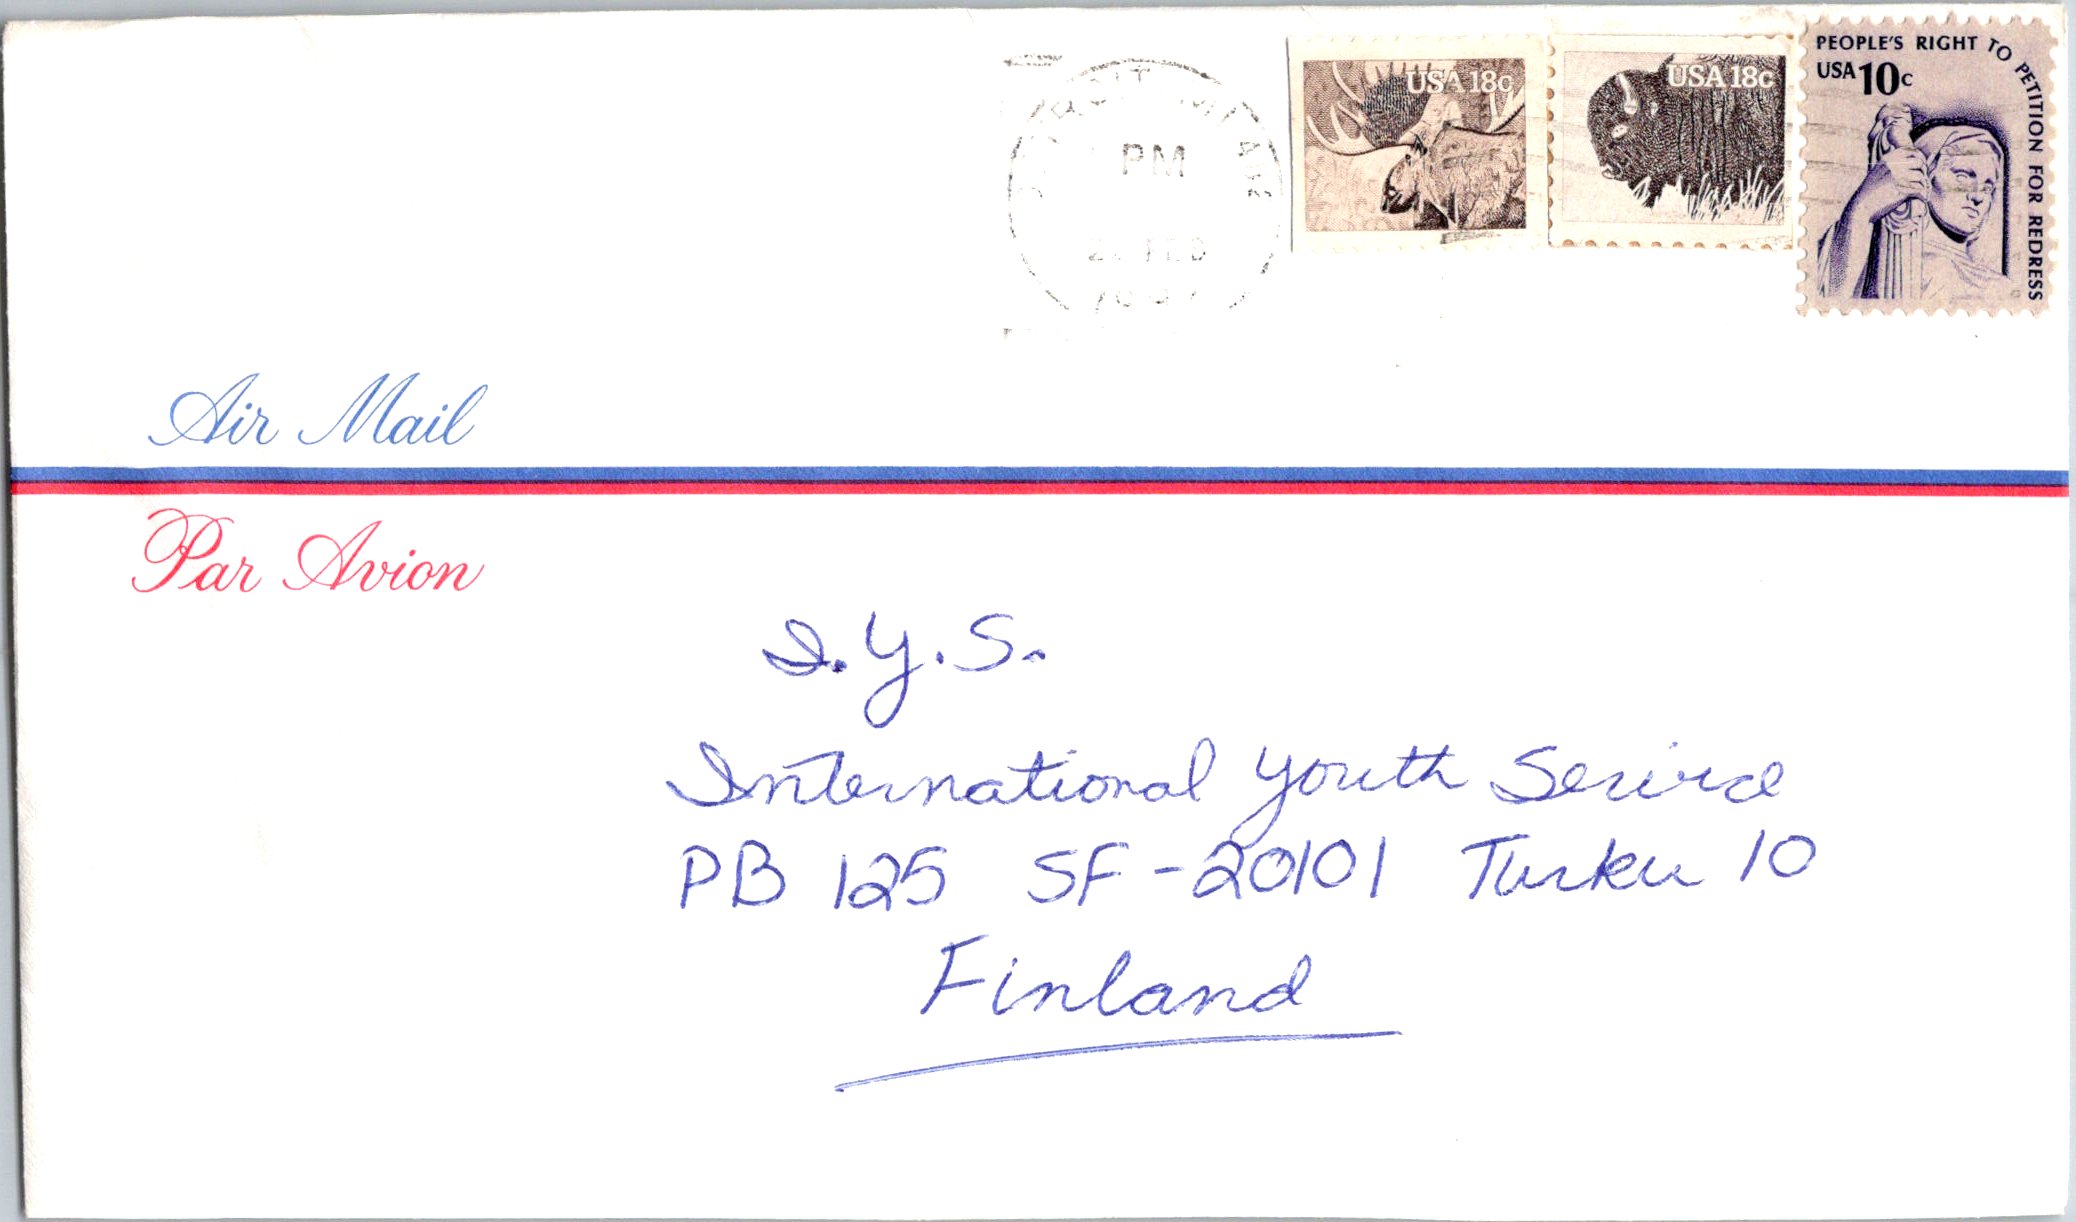 PM
USA 18c
USA 18c
PEOPLE'S RIGHT TO PETITION FOR REDRESS
USA 10c
Air Mail
Par Avion
I.Y.S.
International Youth Service
PB 125 SF-20101 Turku 10
Finland